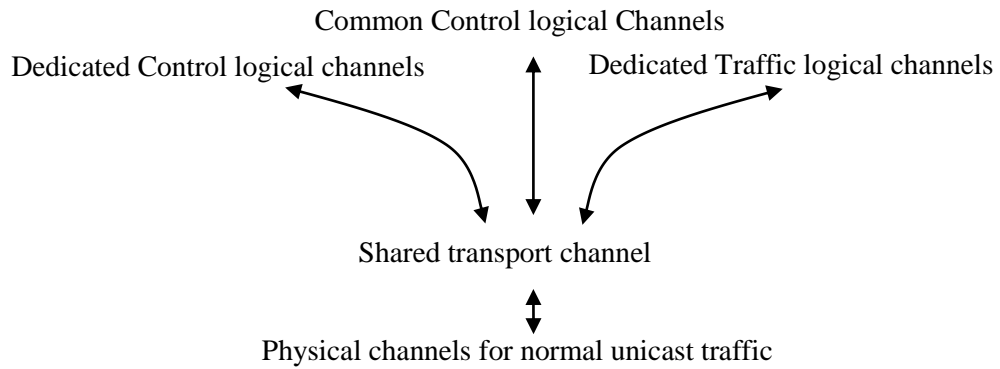 Common Control logical Channels
Dedicated Control logical channels
Dedicated Traffic logical channels
Shared transport channel
Physical channels for normal unicast traffic